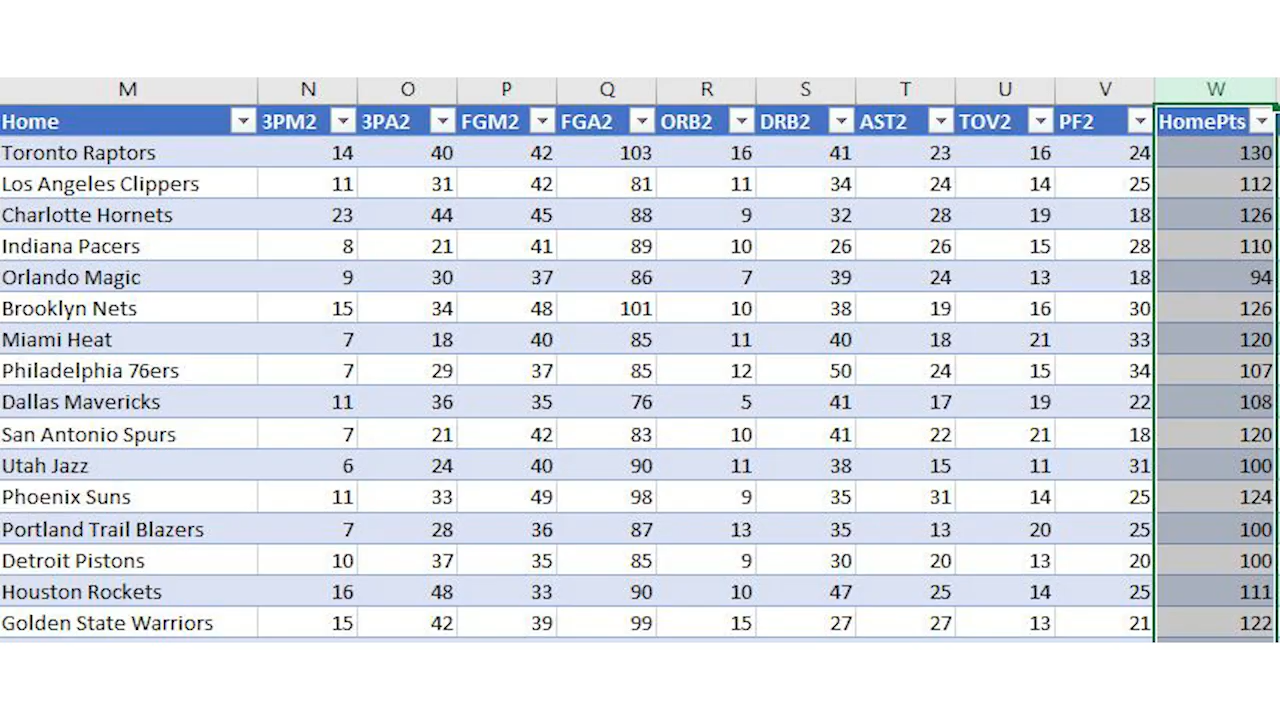 M N O P Q R S T U V W
Home 3PM2 3PA2 FGM2 FGA2 ORB2 DRB2 AST2 TOV2 PF2 HomePts
Toronto Raptors 14 40 42 103 16 41 23 16 24 130
Los Angeles Clippers 11 31 42 81 11 34 24 14 25 112
Charlotte Hornets 23 44 45 88 9 32 28 19 18 126
Indiana Pacers 8 21 41 89 10 26 26 15 28 110
Orlando Magic 9 30 37 86 7 39 24 13 18 94
Brooklyn Nets 15 34 48 101 10 38 19 16 30 126
Miami Heat 7 18 40 85 11 40 18 21 33 120
Philadelphia 76ers 7 29 37 85 12 50 24 15 34 107
Dallas Mavericks 11 36 35 76 5 41 17 19 22 108
San Antonio Spurs 7 21 42 83 10 41 22 21 18 120
Utah Jazz 6 24 40 90 11 38 15 11 31 100
Phoenix Suns 11 33 49 98 9 35 31 14 25 124
Portland Trail Blazers 7 28 36 87 13 35 13 20 25 100
Detroit Pistons 10 37 35 85 9 30 20 13 20 100
Houston Rockets 16 48 33 90 10 47 25 14 25 111
Golden State Warriors 15 42 39 99 15 27 27 13 21 122